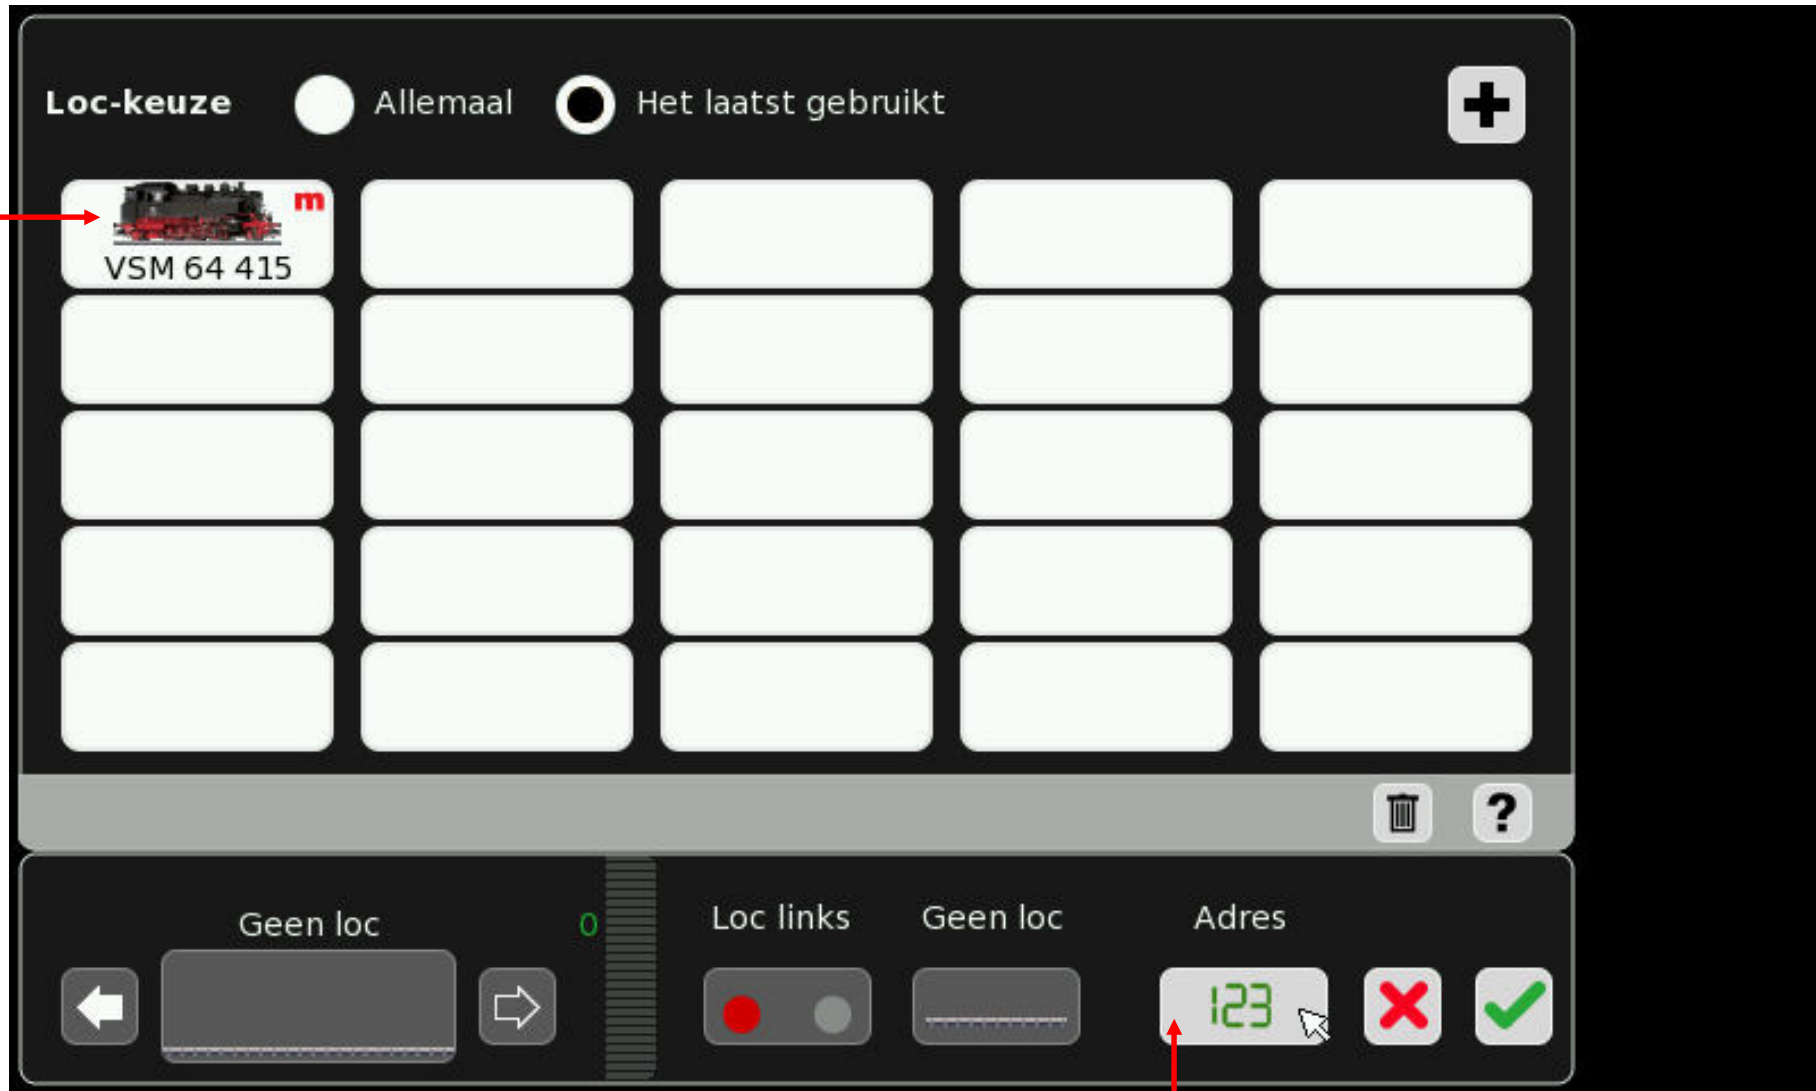 Loc-keuze Allemaal Het laatst gebruikt
m
VSM 64 415
?
Geen loc 0 Loc links Geen loc Adres
123